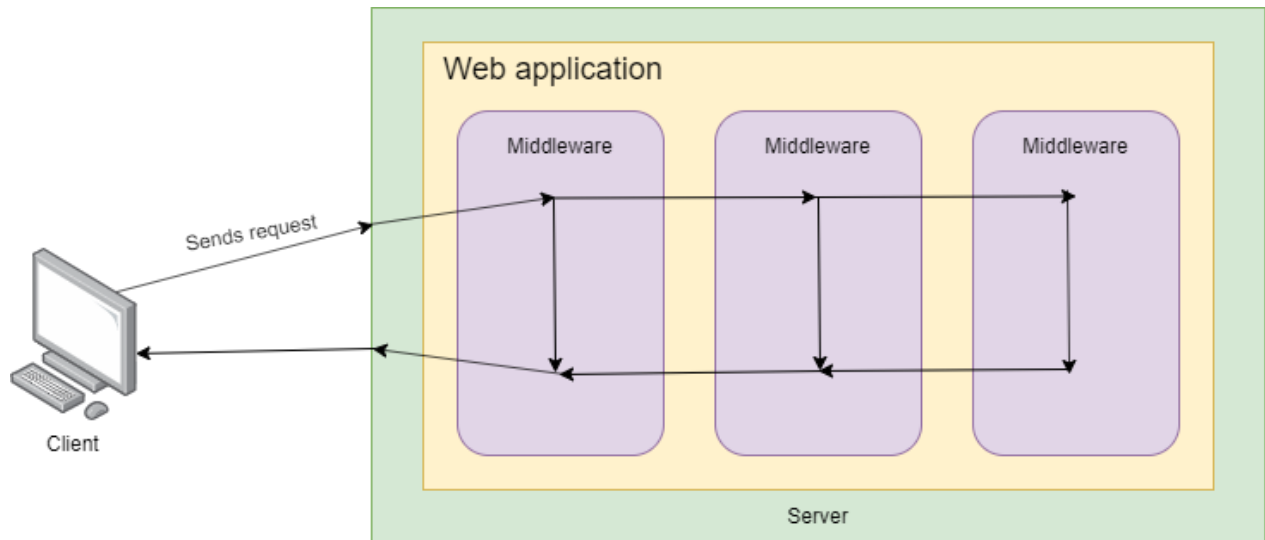 Web application
Middleware
Middleware
Middleware
Sends request
Client
Server